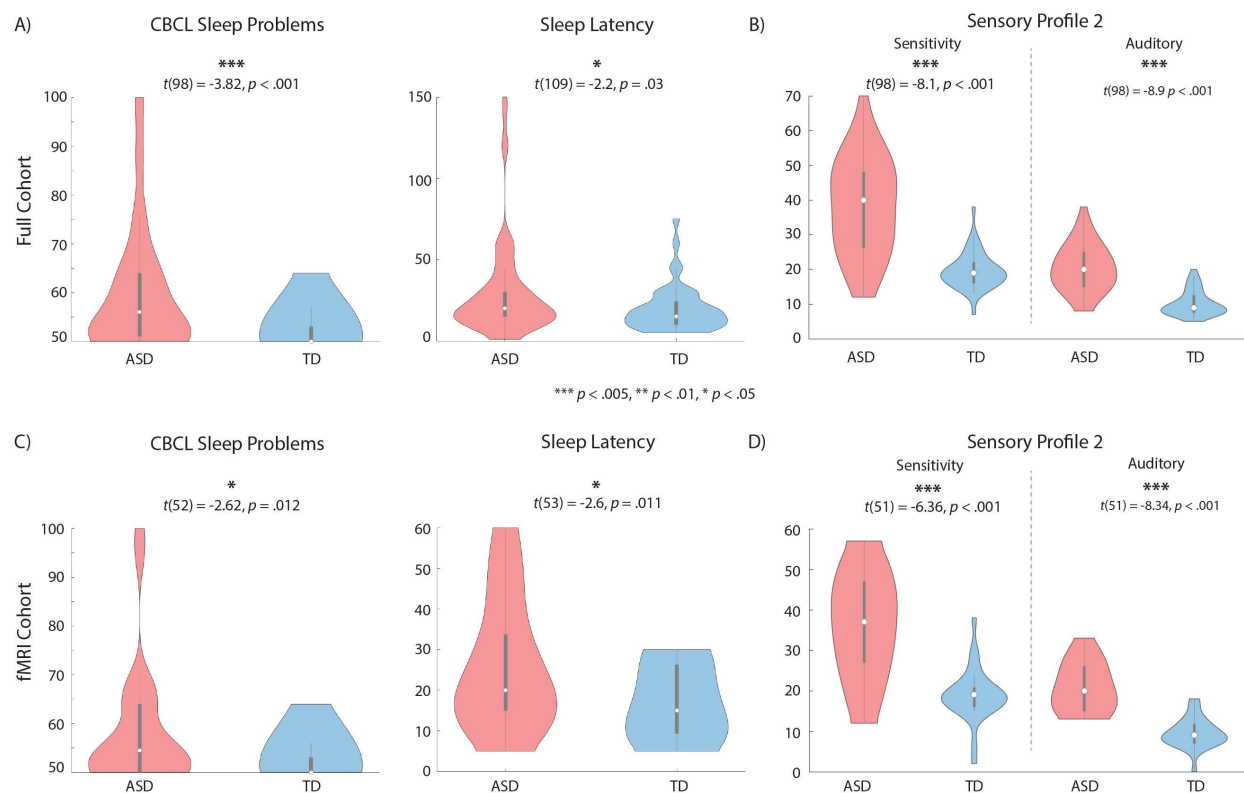 A)
CBCL Sleep Problems
***
t(98) = -3.82, p < .001
Full Cohort
100
90
80
70
60
50
ASD
TD
Sleep Latency
*
t(109) = -2.2, p = .03
150
100
50
0
ASD
TD
B)
Sensory Profile 2
Sensitivity
***
t(98) = -8.1, p < .001
Auditory
***
t(98) = -8.9 p < .001
70
60
50
40
30
20
10
0
ASD
TD
ASD
TD
*** p < .005, ** p < .01, * p < .05
C)
CBCL Sleep Problems
*
t(52) = -2.62, p = .012
fMRI Cohort
100
90
80
70
60
50
ASD
TD
Sleep Latency
*
t(53) = -2.6, p = .011
60
50
40
30
20
10
0
ASD
TD
D)
Sensory Profile 2
Sensitivity
***
t(51) = -6.36, p < .001
Auditory
***
t(51) = -8.34, p < .001
60
50
40
30
20
10
0
ASD
TD
ASD
TD